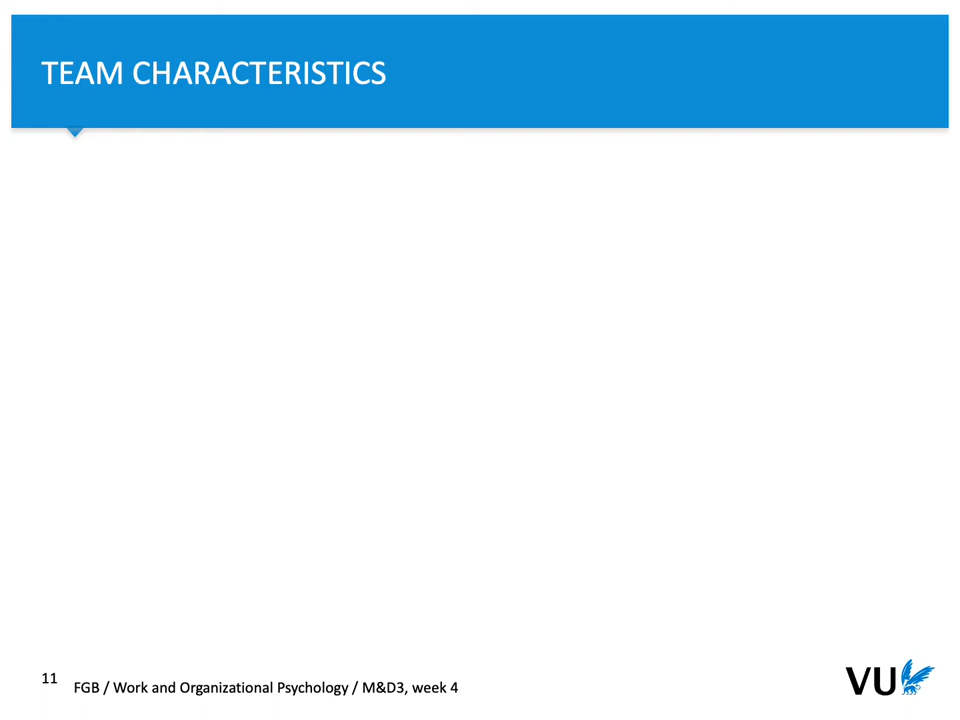 TEAM CHARACTERISTICS
11
FGB / Work and Organizational Psychology / M&D3, week 4
VU